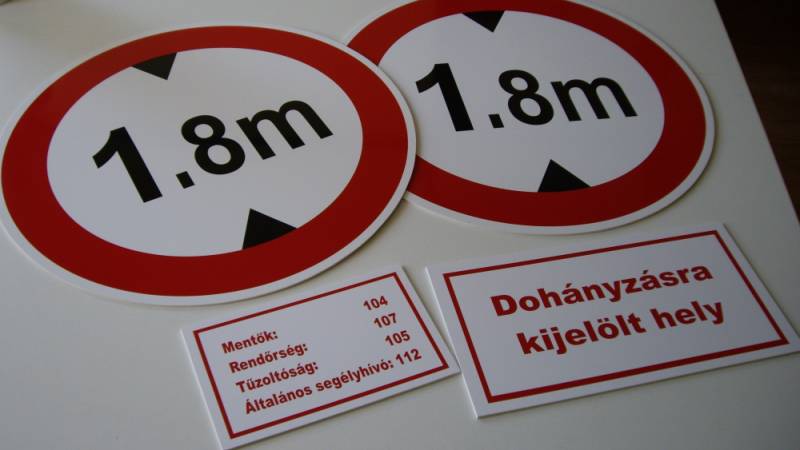 1.8m
1.8m
Mentők: 104
Rendőrség: 107
Tűzoltóság: 105
Általános segélyhívó: 112
Dohányzásra
kijelölt hely